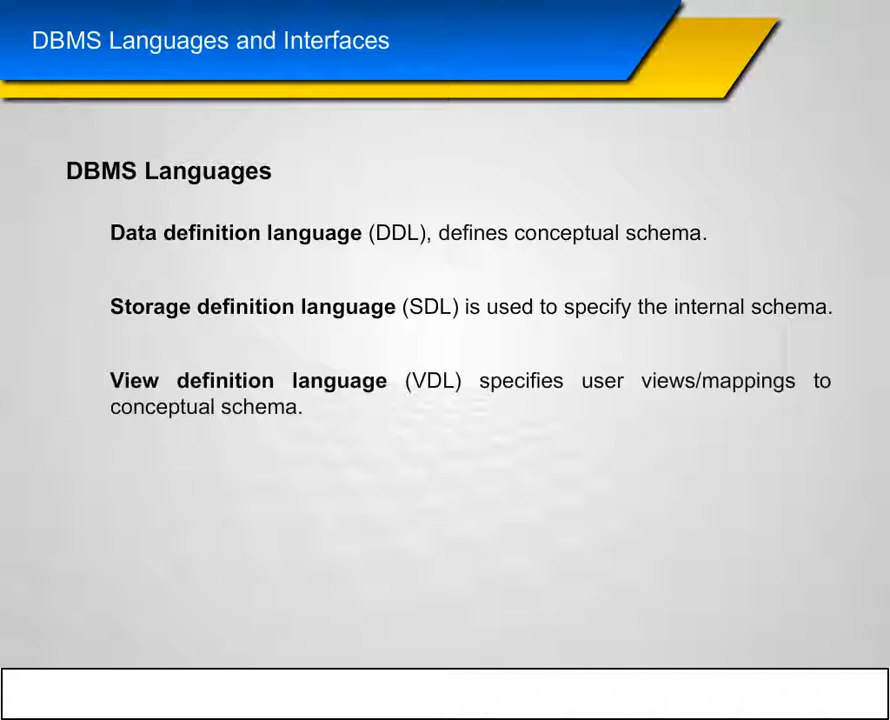 DBMS Languages and Interfaces
DBMS Languages
Data definition language (DDL), defines conceptual schema.
Storage definition language (SDL) is used to specify the internal schema.
View definition language (VDL) specifies user views/mappings to
conceptual schema.